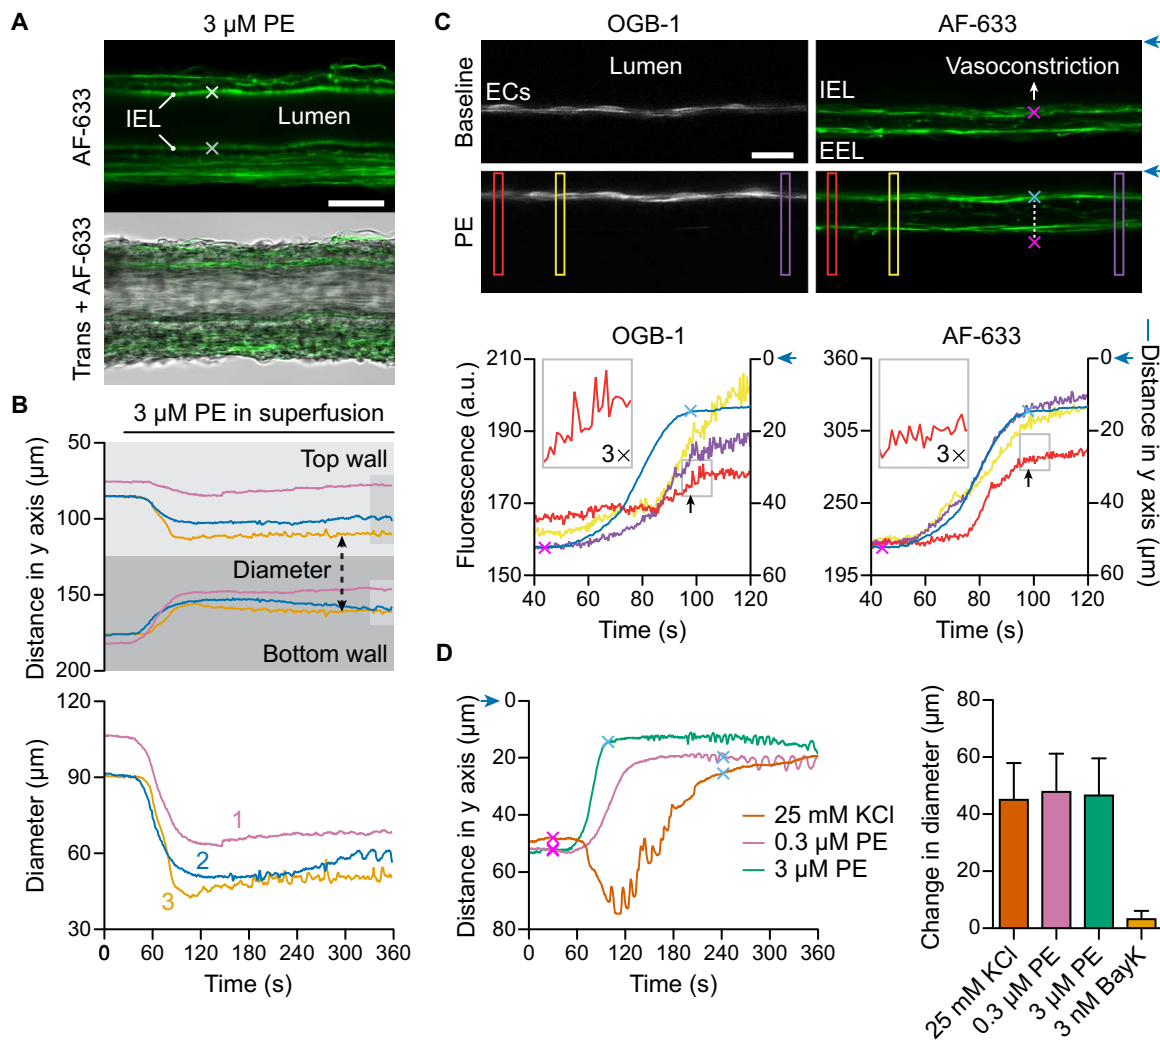 A
3 µM PE
AF-633
IEL
Lumen
Trans + AF-633
B
3 µM PE in superfusion
Distance in y axis (µm)
50
100
150
200
Top wall
Diameter
Bottom wall
Diameter (µm)
120
90
60
30
1
2
3
0
60
120
180
240
300
360
Time (s)
C
OGB-1
AF-633
Baseline
ECs
Lumen
Vasoconstriction
IEL
EEL
PE
OGB-1
Fluorescence (a.u.)
210
190
170
150
3×
0
20
40
60
40
60
80
100
120
Time (s)
AF-633
360
305
250
195
3×
0
20
40
60
Distance in y axis (µm)
40
60
80
100
120
Time (s)
D
Distance in y axis (µm)
0
20
40
60
80
25 mM KCl
0.3 µM PE
3 µM PE
0
60
120
180
240
300
360
Time (s)
Change in diameter (µm)
80
60
40
20
0
25 mM KCl
0.3 µM PE
3 µM PE
3 nM BayK